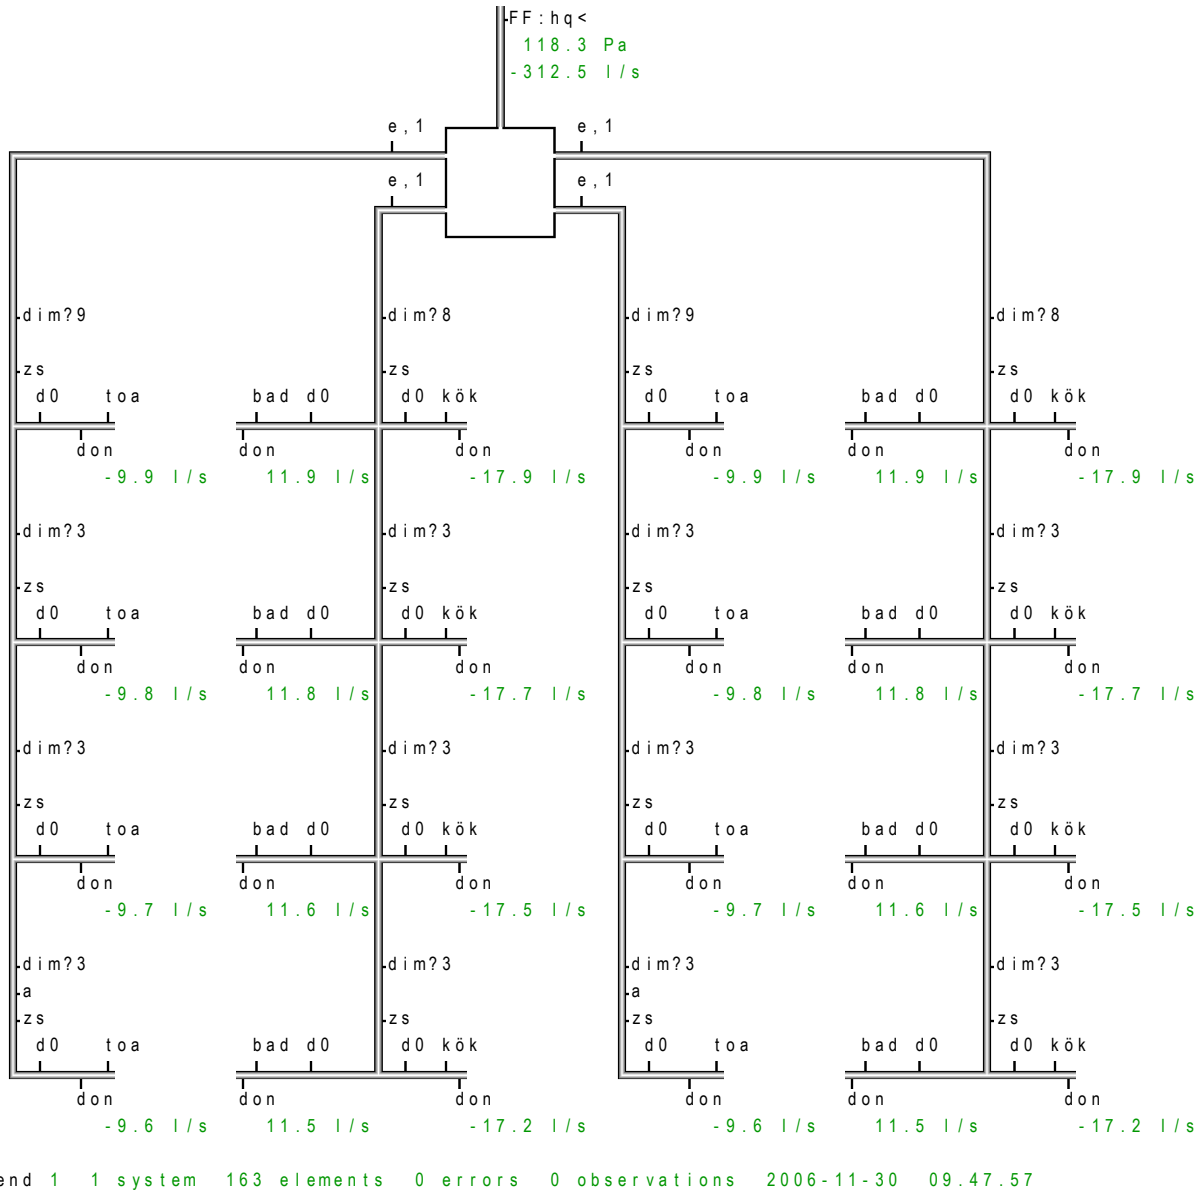 FF:hq<
118.3 Pa
-312.5 l/s
e,1 e,1
e,1 e,1
dim?9 dim?8 dim?9 dim?8
zs zs zs zs
d0 toa bad d0 d0 kök d0 toa bad d0 d0 kök
don don don don don don
-9.9 l/s 11.9 l/s -17.9 l/s -9.9 l/s 11.9 l/s -17.9 l/s
dim?3 dim?3 dim?3 dim?3
zs zs zs zs
d0 toa bad d0 d0 kök d0 toa bad d0 d0 kök
don don don don don don
-9.8 l/s 11.8 l/s -17.7 l/s -9.8 l/s 11.8 l/s -17.7 l/s
dim?3 dim?3 dim?3 dim?3
zs zs zs zs
d0 toa bad d0 d0 kök d0 toa bad d0 d0 kök
don don don don don don
-9.7 l/s 11.6 l/s -17.5 l/s -9.7 l/s 11.6 l/s -17.5 l/s
dim?3 dim?3 dim?3 dim?3
a a
zs zs zs zs
d0 toa bad d0 d0 kök d0 toa bad d0 d0 kök
don don don don don don
-9.6 l/s 11.5 l/s -17.2 l/s -9.6 l/s 11.5 l/s -17.2 l/s
end 1 1 system 163 elements 0 errors 0 observations 2006-11-30 09.47.57